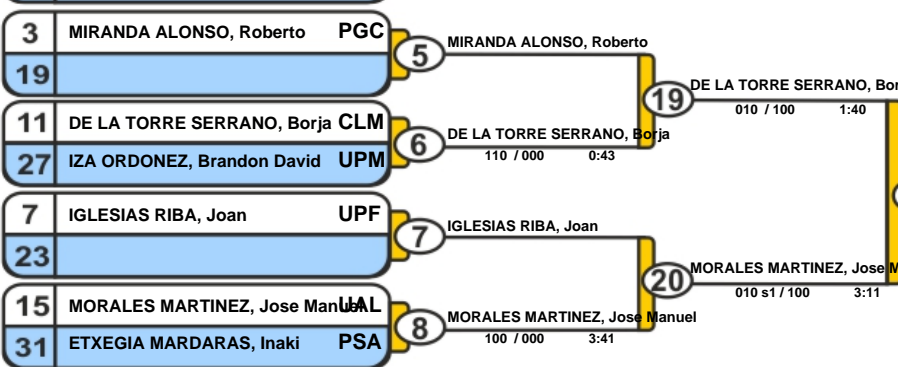 3 MIRANDA ALONSO, Roberto PGC
19
5 MIRANDA ALONSO, Roberto
11 DE LA TORRE SERRANO, Borja CLM
27 IZA ORDONEZ, Brandon David UPM
6 DE LA TORRE SERRANO, Borja
110 / 000 0:43
19 DE LA TORRE SERRANO, Bor
010 / 100 1:40
7 IGLESIAS RIBA, Joan UPF
23
7 IGLESIAS RIBA, Joan
15 MORALES MARTINEZ, Jose Manuel UAL
31 ETXEGIA MARDARAS, Inaki PSA
8 MORALES MARTINEZ, Jose Manuel
100 / 000 3:41
20 MORALES MARTINEZ, Jose M
010 s1 / 100 3:11